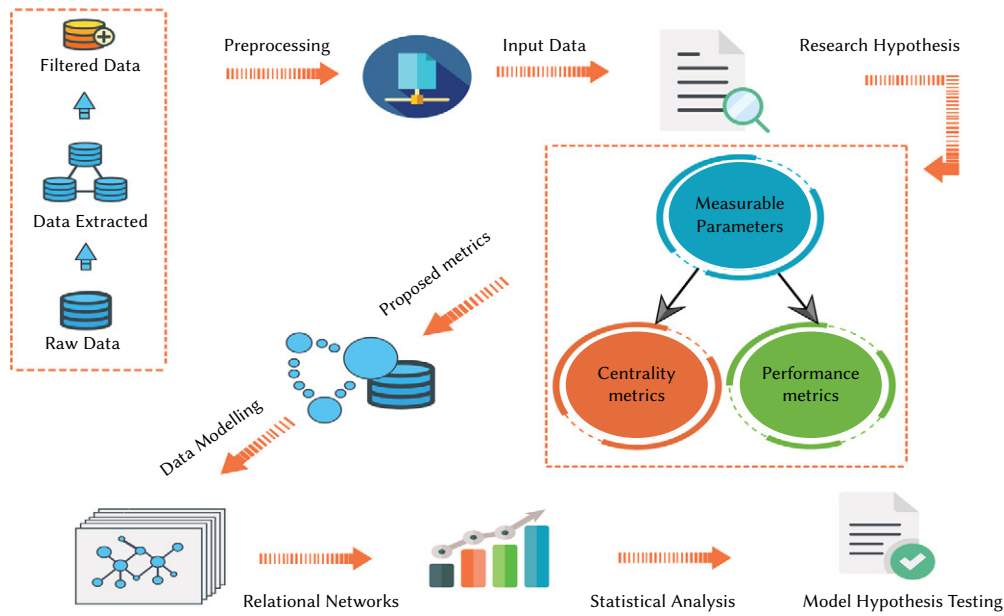 Filtered Data
Data Extracted
Raw Data
Preprocessing
Input Data
Research Hypothesis
Measurable
Parameters
Centrality
metrics
Performance
metrics
Proposed metrics
Data Modelling
Relational Networks
Statistical Analysis
Model Hypothesis Testing